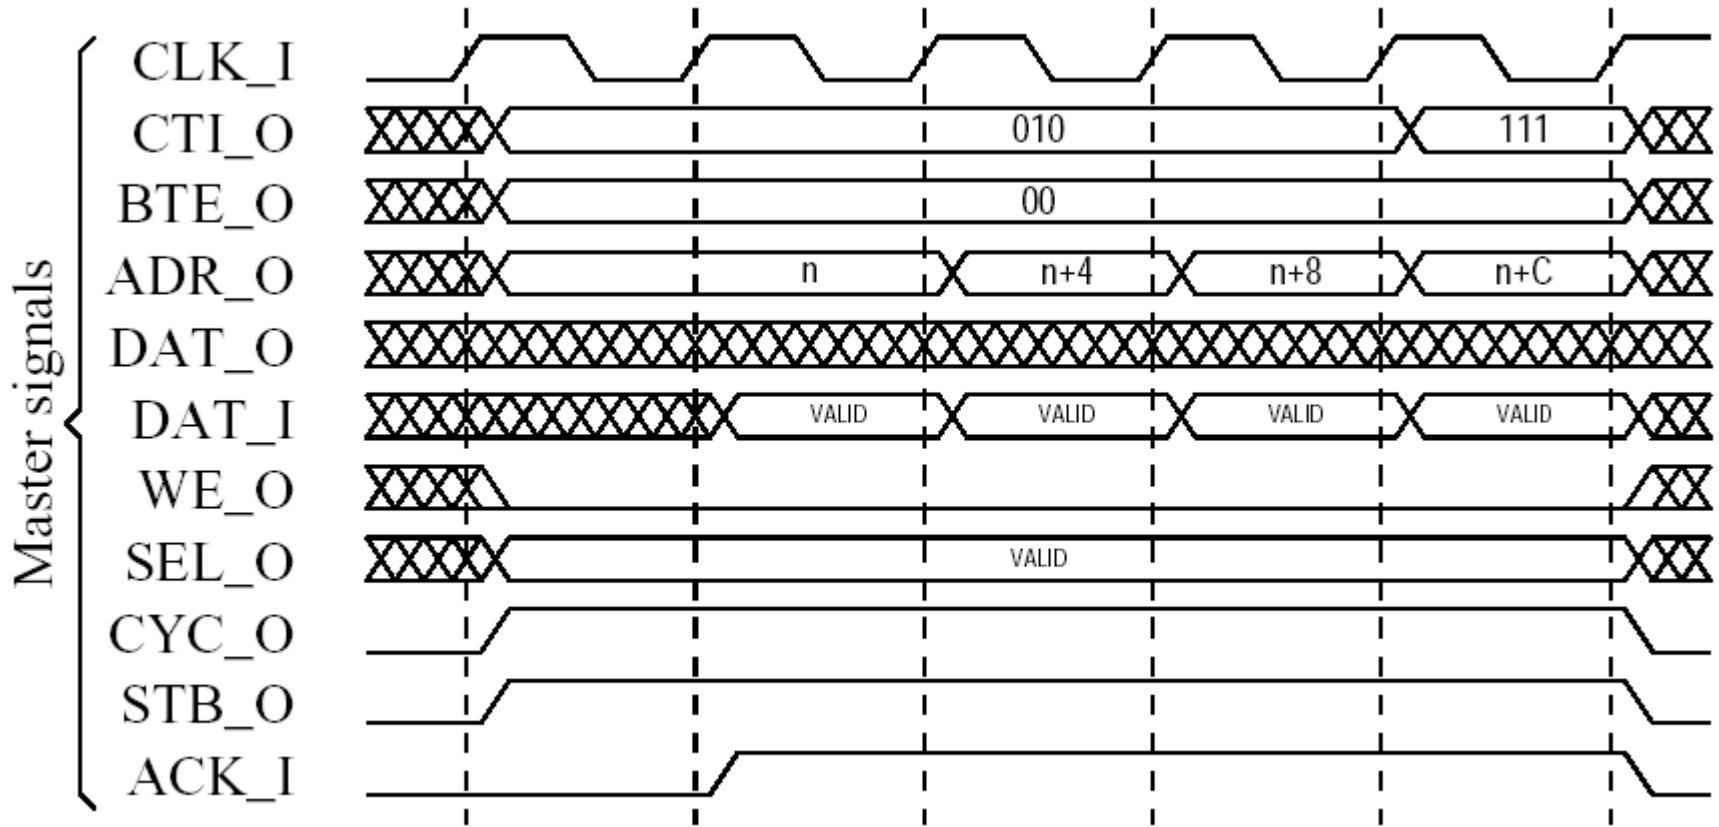 Master signals
CLK_I
CTI_O 010 111
BTE_O 00
ADR_O n n+4 n+8 n+C
DAT_O
DAT_I VALID VALID VALID VALID
WE_O
SEL_O VALID
CYC_O
STB_O
ACK_I